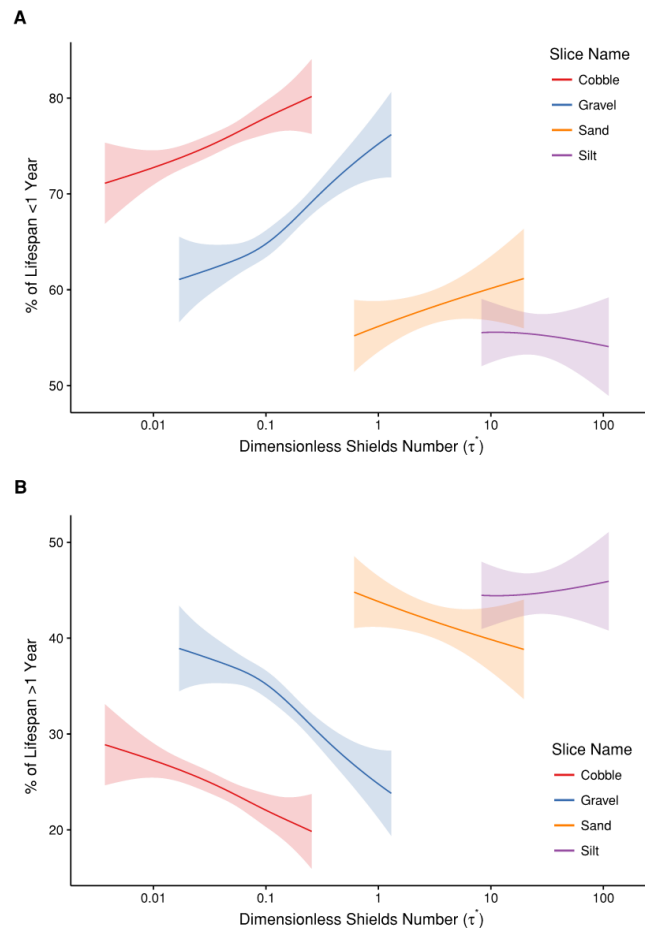 A
Slice Name
Cobble
Gravel
Sand
Silt
% of Lifespan <1 Year
80
70
60
50
0.01 0.1 1 10 100
Dimensionless Shields Number (τ*)
B
% of Lifespan >1 Year
50
40
30
20
Slice Name
Cobble
Gravel
Sand
Silt
0.01 0.1 1 10 100
Dimensionless Shields Number (τ*)